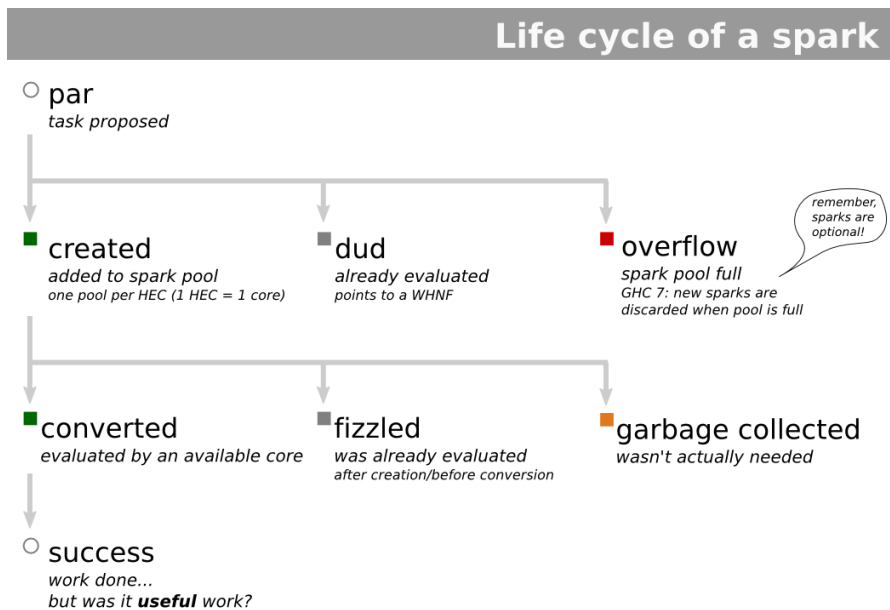 Life cycle of a spark
par
task proposed
created
added to spark pool
one pool per HEC (1 HEC = 1 core)
dud
already evaluated
points to a WHNF
overflow
spark pool full
GHC 7: new sparks are
discarded when pool is full
remember,
sparks are
optional!
converted
evaluated by an available core
fizzled
was already evaluated
after creation/before conversion
garbage collected
wasn't actually needed
success
work done...
but was it useful work?